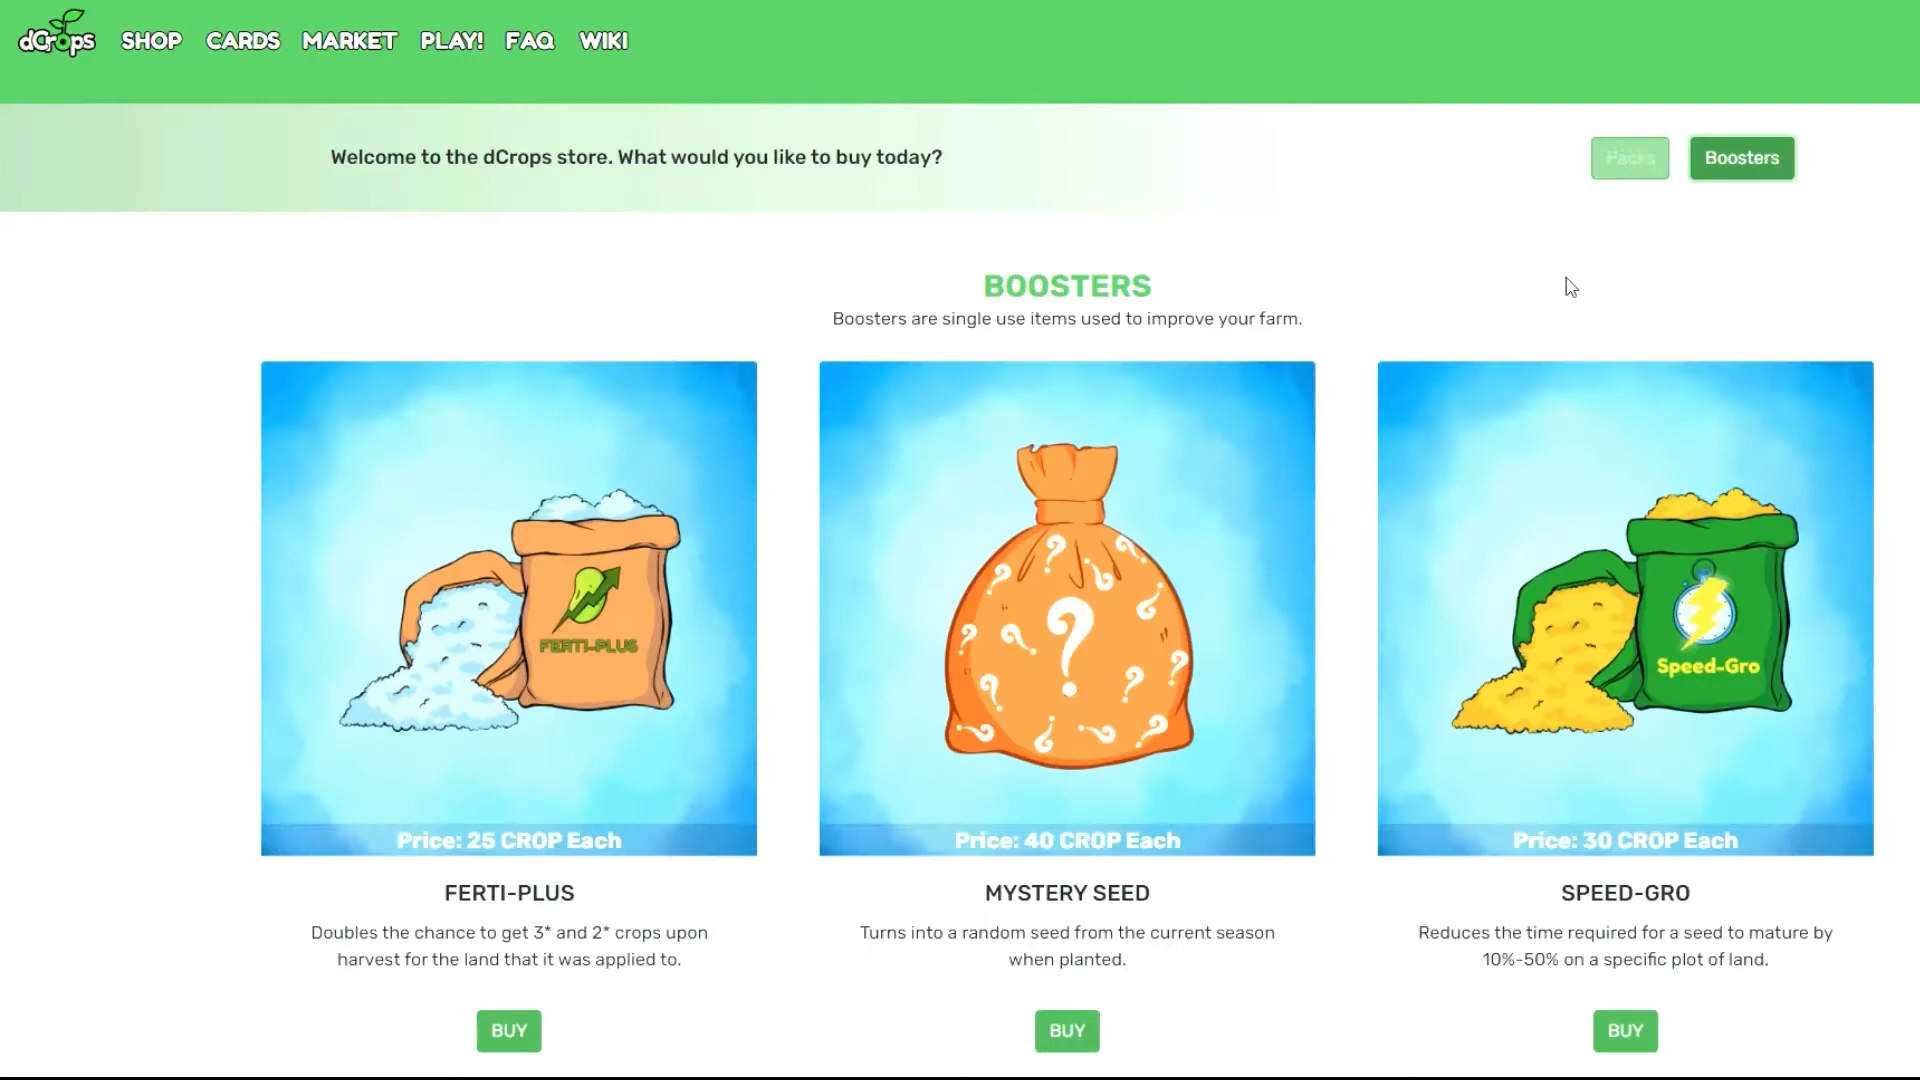 dCrops SHOP CARDS MARKET PLAY! FAQ WIKI
Welcome to the dCrops store. What would you like to buy today?
Packs Boosters
BOOSTERS
Boosters are single use items used to improve your farm.
FERTI-PLUS
Speed-Gro
Price: 25 CROP Each
Price: 40 CROP Each
Price: 30 CROP Each
FERTI-PLUS
Doubles the chance to get 3* and 2* crops upon
harvest for the land that it was applied to.
BUY
MYSTERY SEED
Turns into a random seed from the current season
when planted.
BUY
SPEED-GRO
Reduces the time required for a seed to mature by
10%-50% on a specific plot of land.
BUY